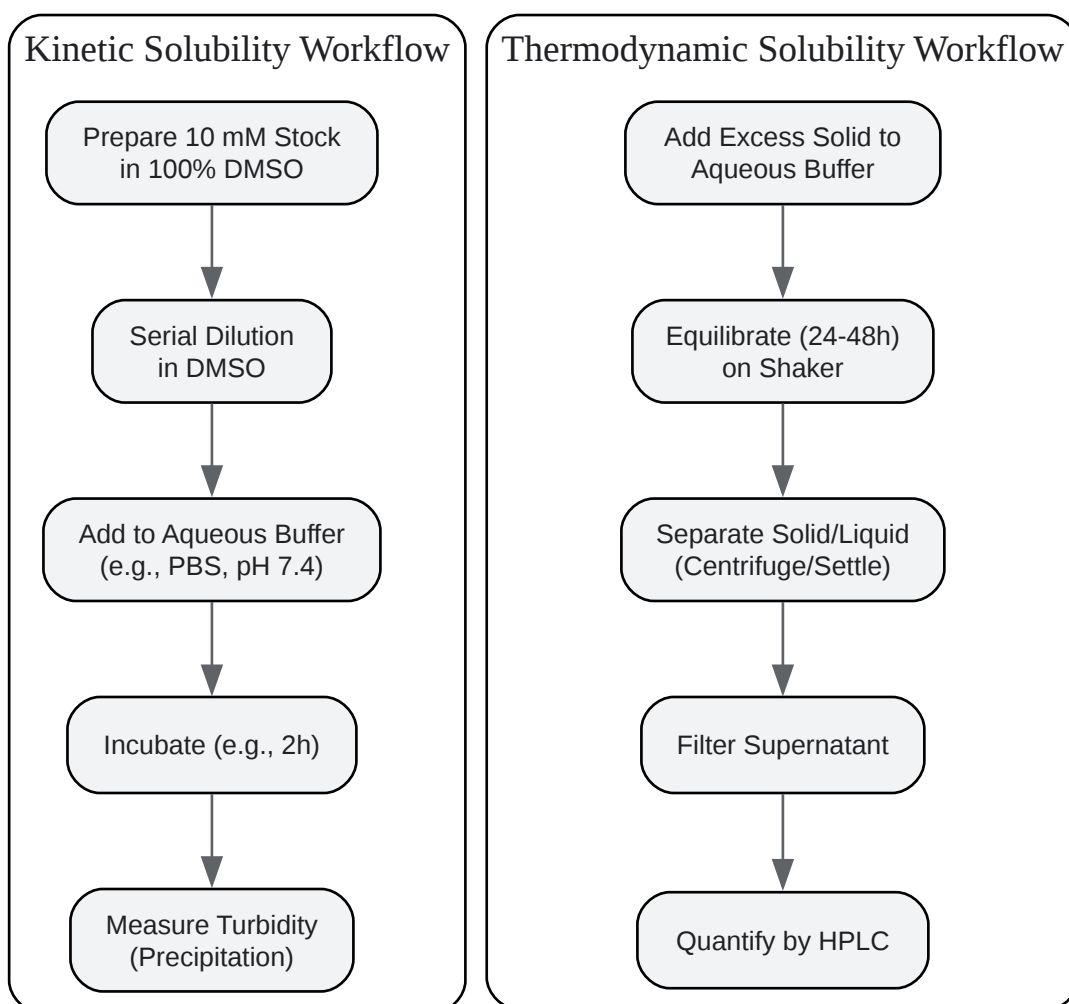 Kinetic Solubility Workflow
Prepare 10 mM Stock
in 100% DMSO
Serial Dilution
in DMSO
Add to Aqueous Buffer
(e.g., PBS, pH 7.4)
Incubate (e.g., 2h)
Measure Turbidity
(Precipitation)
Thermodynamic Solubility Workflow
Add Excess Solid to
Aqueous Buffer
Equilibrate (24-48h)
on Shaker
Separate Solid/Liquid
(Centrifuge/Settle)
Filter Supernatant
Quantify by HPLC